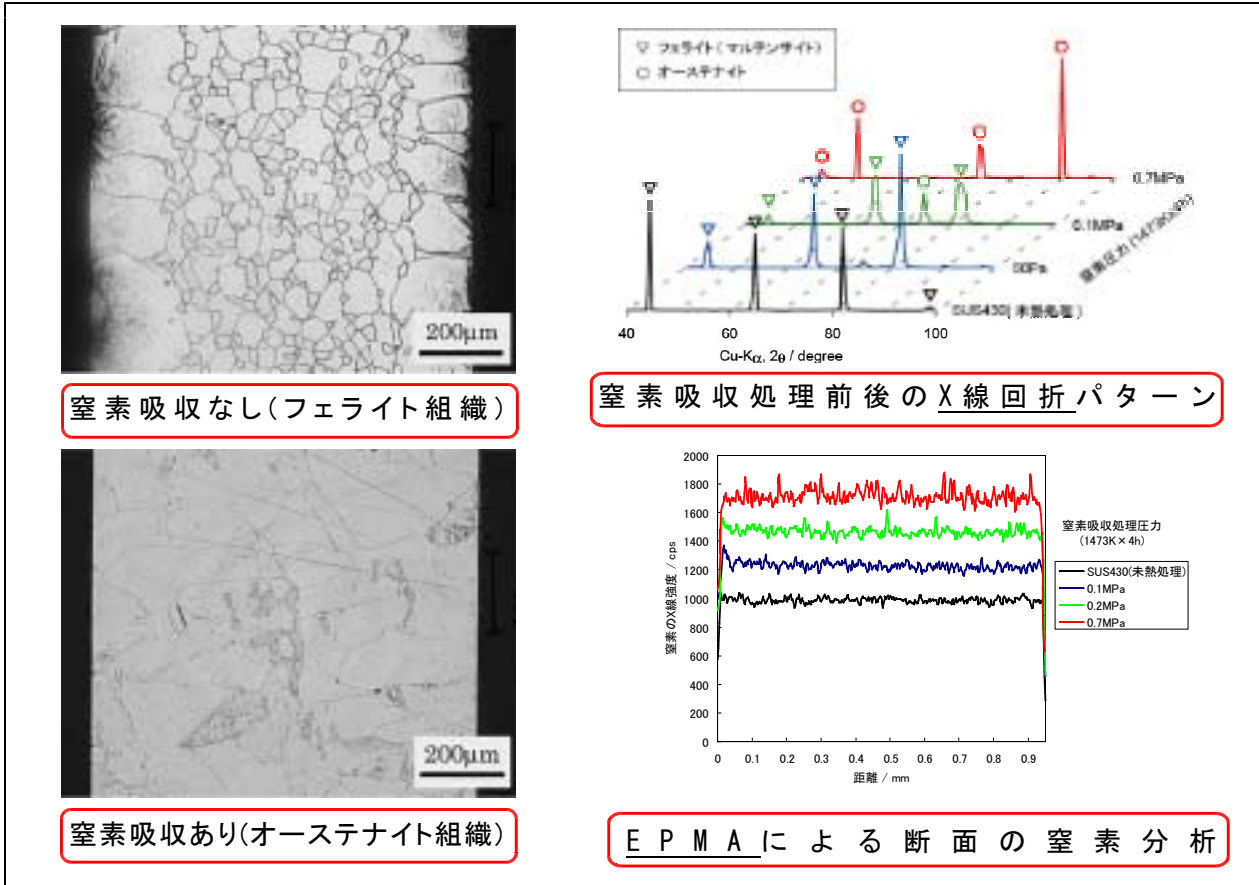 200μm
窒素吸収なし(フェライト組織)
▽ フェライト(マルテンサイト)
○ オーステナイト
0.7MPa
0.1MPa
SUS430(未熱処理)
40 60 80 100
Cu-Kα, 2θ / degree
窒素吸収処理前後のX線回折パターン
200μm
窒素吸収あり(オーステナイト組織)
2000
1800
1600
1400
1200
1000
800
600
400
200
0
窒素のX線強度 / cps
0 0.1 0.2 0.3 0.4 0.5 0.6 0.7 0.8 0.9
距離 / mm
窒素吸収処理圧力
(1473K×4h)
SUS430(未熱処理)
0.1MPa
0.2MPa
0.7MPa
EPMAによる断面の窒素分析